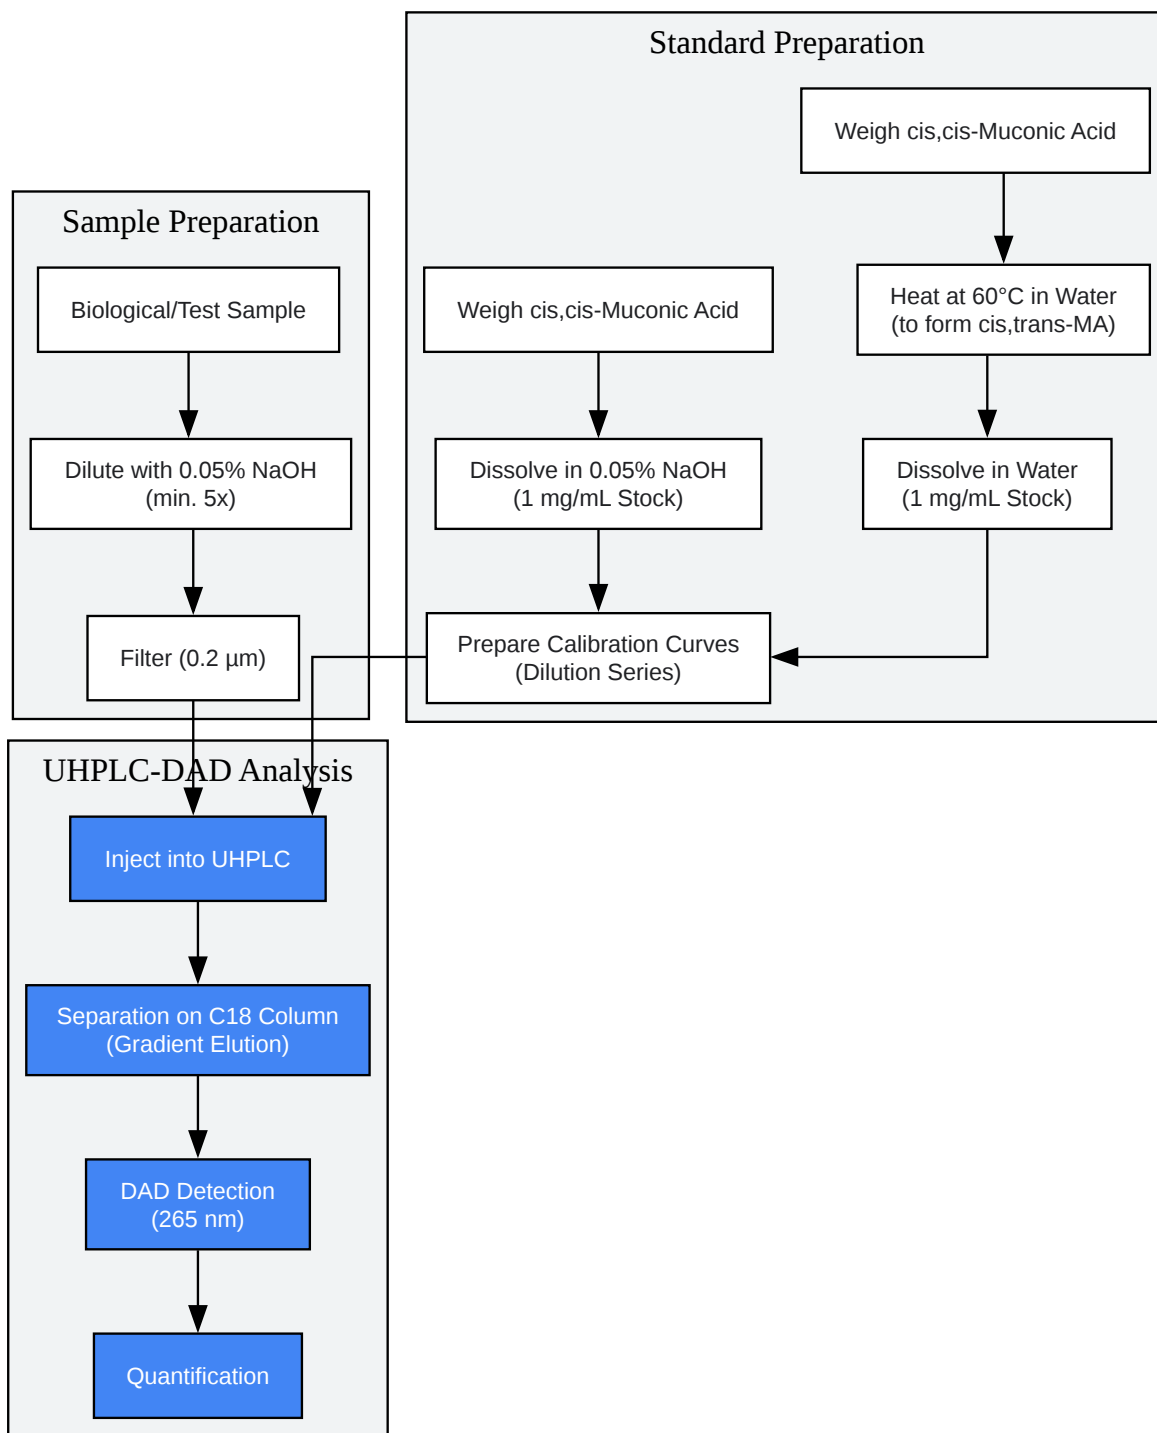 Standard Preparation
Weigh cis,cis-Muconic Acid
Heat at 60°C in Water
(to form cis,trans-MA)
Dissolve in Water
(1 mg/mL Stock)
Weigh cis,cis-Muconic Acid
Dissolve in 0.05% NaOH
(1 mg/mL Stock)
Prepare Calibration Curves
(Dilution Series)
Sample Preparation
Biological/Test Sample
Dilute with 0.05% NaOH
(min. 5x)
Filter (0.2 µm)
UHPLC-DAD Analysis
Inject into UHPLC
Separation on C18 Column
(Gradient Elution)
DAD Detection
(265 nm)
Quantification